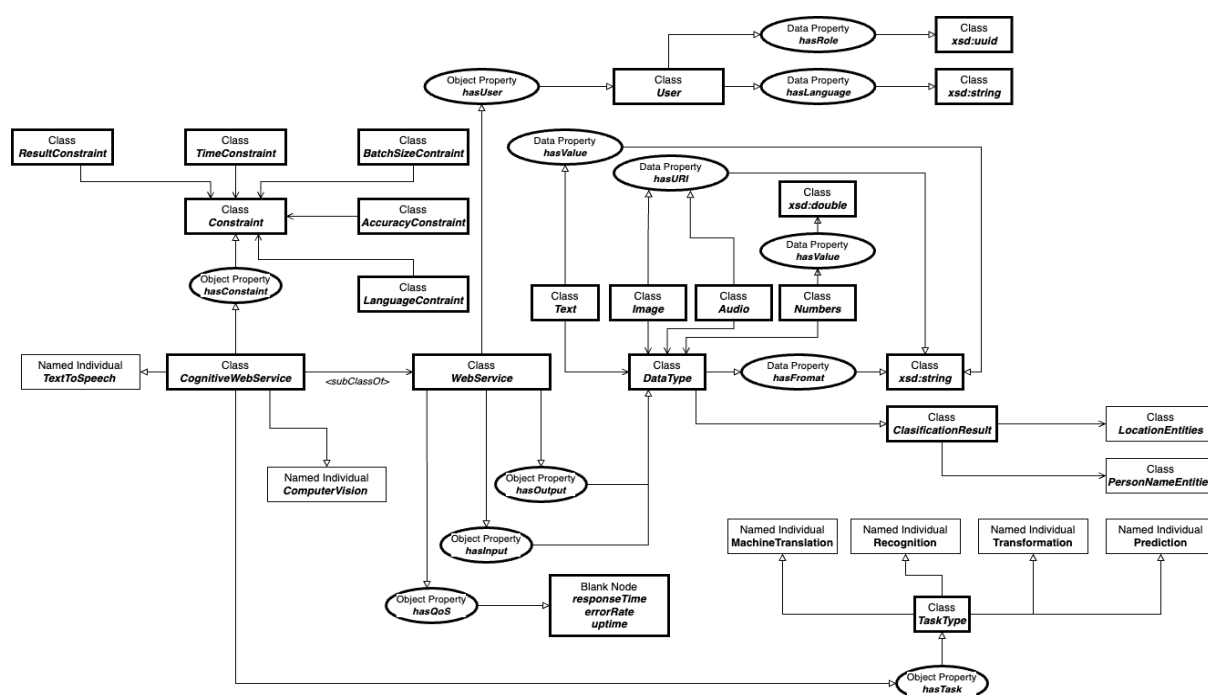 Data Property
hasRole
Class
xsd:uuid
Object Property
hasUser
Class
User
Data Property
hasLanguage
Class
xsd:string
Class
ResultConstraint
Class
TimeConstraint
Class
BatchSizeContraint
Data Property
hasValue
Data Property
hasURI
Class
Constraint
Class
AccuracyConstraint
Class
xsd:double
Data Property
hasValue
Object Property
hasConstaint
Class
LanguageContraint
Class
Text
Class
Image
Class
Audio
Class
Numbers
Named Individual
TextToSpeech
Class
CognitiveWebService
<subClassOf>
Class
WebService
Class
DataType
Data Property
hasFromat
Class
xsd:string
Class
ClasificationResult
Class
LocationEntities
Named Individual
ComputerVision
Object Property
hasOutput
Class
PersonNameEntities
Object Property
hasInput
Named Individual
MachineTranslation
Named Individual
Recognition
Named Individual
Transformation
Named Individual
Prediction
Object Property
hasQoS
Blank Node
responseTime
errorRate
uptime
Class
TaskType
Object Property
hasTask